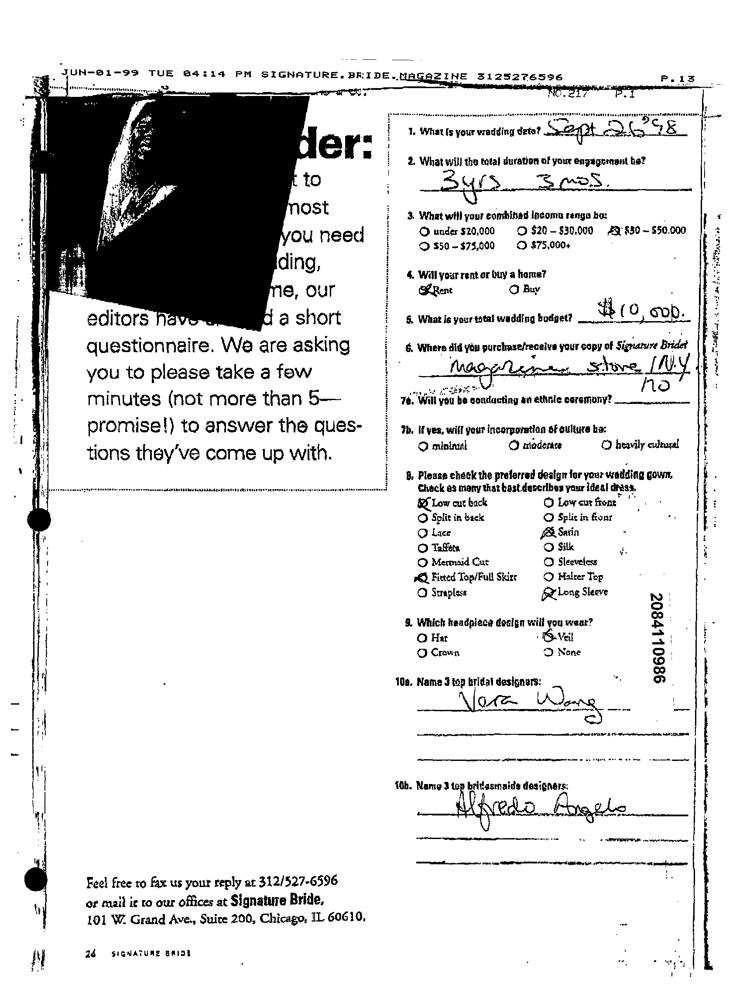 JUN-01-99 TUE 04:14 PM SIGNATURE.BRIDE.MAGAZINE 3125276596 P.13
NO.217 P.1
der:
t to
most
you need
ding,
me, our
editors have d a short
questionnaire. We are asking
you to please take a few
minutes (not more than 5—
promise!) to answer the ques-
tions they've come up with.
1. What is your wedding date? Sept 26 '98
2. What will the total duration of your engagement be?
3 yrs 3 mos.
3. What will your combined income range be:
under $20,000 $20 – $30,000 $30 – $50.000
$50 – $75,000 $75,000+
4. Will your rent or buy a home?
Rent Buy
5. What is your total wedding budget? $10,000.
6. Where did you purchase/receive your copy of Signature Bride?
magazines store / N.Y
7a. Will you be conducting an ethnic ceremony? no
7b. If yes, will your incorporation of culture be:
minimal moderate heavily cultural
8. Please check the preferred design for your wedding gown.
Check as many that best describes your ideal dress.
Low cut back Low cut front
Split in back Split in front
Lace Satin
Taffeta Silk
Mermaid Cut Sleeveless
Fitted Top/Full Skirt Halter Top
Strapless Long Sleeve
9. Which headpiece design will you wear?
Hat Veil
Crown None
2084110986
10a. Name 3 top bridal designers:
Vera Wang
10b. Name 3 top bridesmaids designers:
Alfredo Angelo
Feel free to fax us your reply at 312/527-6596
or mail it to our offices at Signature Bride,
101 W. Grand Ave., Suite 200, Chicago, IL 60610,
26 SIGNATURE BRIDE